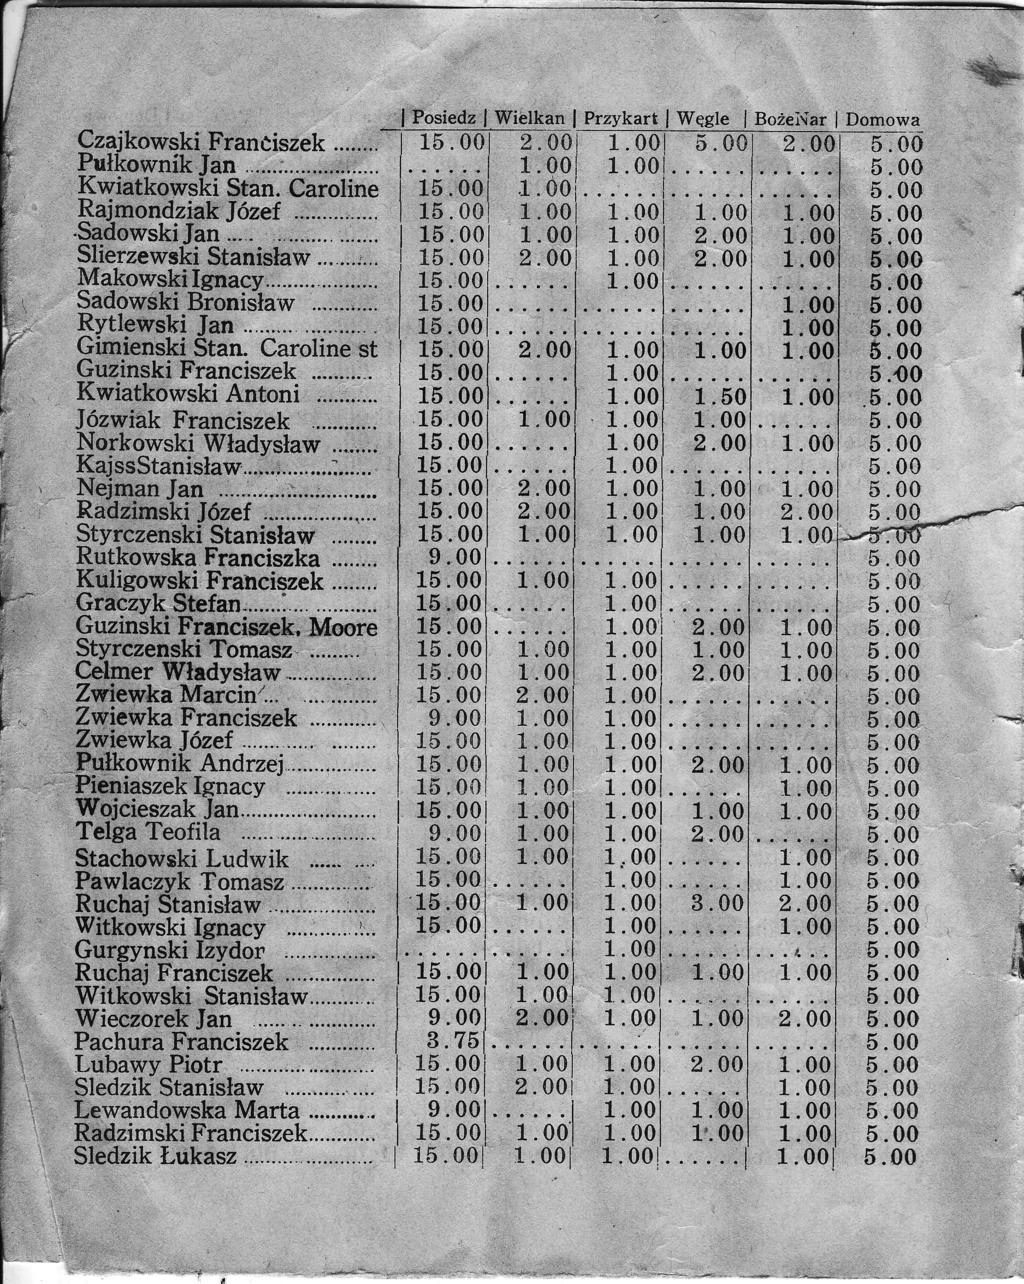 | Posiedz | Wielkan | Przykart | Węgle | BożeNar | Domowa
Czajkowski Franciszek ........ | 15.00| 2.00| 1.00| 5.00| 2.00| 5.00
Pułkownik Jan ...................... |......| 1.00| 1.00|......|......| 5.00
Kwiatkowski Stan. Caroline | 15.00| 1.00|......|......|......| 5.00
Rajmondziak Józef .............. | 15.00| 1.00| 1.00| 1.00| 1.00| 5.00
Sadowski Jan ...................... | 15.00| 1.00| 1.00| 2.00| 1.00| 5.00
Slierzewski Stanisław .......... | 15.00| 2.00| 1.00| 2.00| 1.00| 5.00
Makowski Ignacy.................. | 15.00|......| 1.00|......|......| 5.00
Sadowski Bronisław ............ | 15.00|......|......|......| 1.00| 5.00
Rytlewski Jan ...................... | 15.00|......|......|......| 1.00| 5.00
Gimienski Stan. Caroline st | 15.00| 2.00| 1.00| 1.00| 1.00| 5.00
Guzinski Franciszek ........... | 15.00|......| 1.00|......|......| 5.00
Kwiatkowski Antoni ........... | 15.00|......| 1.00| 1.50| 1.00| 5.00
Józwiak Franciszek ............ | 15.00| 1.00| 1.00| 1.00|......| 5.00
Norkowski Władysław ........ | 15.00|......| 1.00| 2.00| 1.00| 5.00
KajssStanisław...................... | 15.00|......| 1.00|......|......| 5.00
Nejman Jan .......................... | 15.00| 2.00| 1.00| 1.00| 1.00| 5.00
Radzimski Józef .................. | 15.00| 2.00| 1.00| 1.00| 2.00| 5.00
Styrczenski Stanisław ........ | 15.00| 1.00| 1.00| 1.00| 1.00| 5.00
Rutkowska Franciszka ........ | 9.00|......|......|......|......| 5.00
Kuligowski Franciszek ........ | 15.00| 1.00| 1.00|......|......| 5.00
Graczyk Stefan...................... | 15.00|......| 1.00|......|......| 5.00
Guzinski Franciszek, Moore | 15.00|......| 1.00| 2.00| 1.00| 5.00
Styrczenski Tomasz ......... | 15.00| 1.00| 1.00| 1.00| 1.00| 5.00
Celmer Władysław ............... | 15.00| 1.00| 1.00| 2.00| 1.00| 5.00
Zwiewka Marcin ................. | 15.00| 2.00| 1.00|......|......| 5.00
Zwiewka Franciszek ............ | 9.00| 1.00| 1.00|......|......| 5.00
Zwiewka Józef ..................... | 15.00| 1.00| 1.00|......|......| 5.00
Pułkownik Andrzej................ | 15.00| 1.00| 1.00| 2.00| 1.00| 5.00
Pieniaszek Ignacy ................ | 15.00| 1.00| 1.00|......| 1.00| 5.00
Wojcieszak Jan........................ | 15.00| 1.00| 1.00| 1.00| 1.00| 5.00
Telga Teofila ........................ | 9.00| 1.00| 1.00| 2.00|......| 5.00
Stachowski Ludwik .......... | 15.00| 1.00| 1.00|......| 1.00| 5.00
Pawlaczyk Tomasz .............. | 15.00|......| 1.00|......| 1.00| 5.00
Ruchaj Stanisław .................. | 15.00| 1.00| 1.00| 3.00| 2.00| 5.00
Witkowski Ignacy ................ | 15.00|......| 1.00|......| 1.00| 5.00
Gurgynski Izydor ................ |......|......| 1.00|......|......| 5.00
Ruchaj Franciszek ................ | 15.00| 1.00| 1.00| 1.00| 1.00| 5.00
Witkowski Stanisław............ | 15.00| 1.00| 1.00|......|......| 5.00
Wieczorek Jan ...................... | 9.00| 2.00| 1.00| 1.00| 2.00| 5.00
Pachura Franciszek ............ | 3.75|......|......|......|......| 5.00
Lubawy Piotr ........................ | 15.00| 1.00| 1.00| 2.00| 1.00| 5.00
Sledzik Stanisław ................ | 15.00| 2.00| 1.00|......| 1.00| 5.00
Lewandowska Marta ............ | 9.00|......| 1.00| 1.00| 1.00| 5.00
Radzimski Franciszek............ | 15.00| 1.00| 1.00| 1.00| 1.00| 5.00
Sledzik Łukasz ...................... | 15.00| 1.00| 1.00|......| 1.00| 5.00